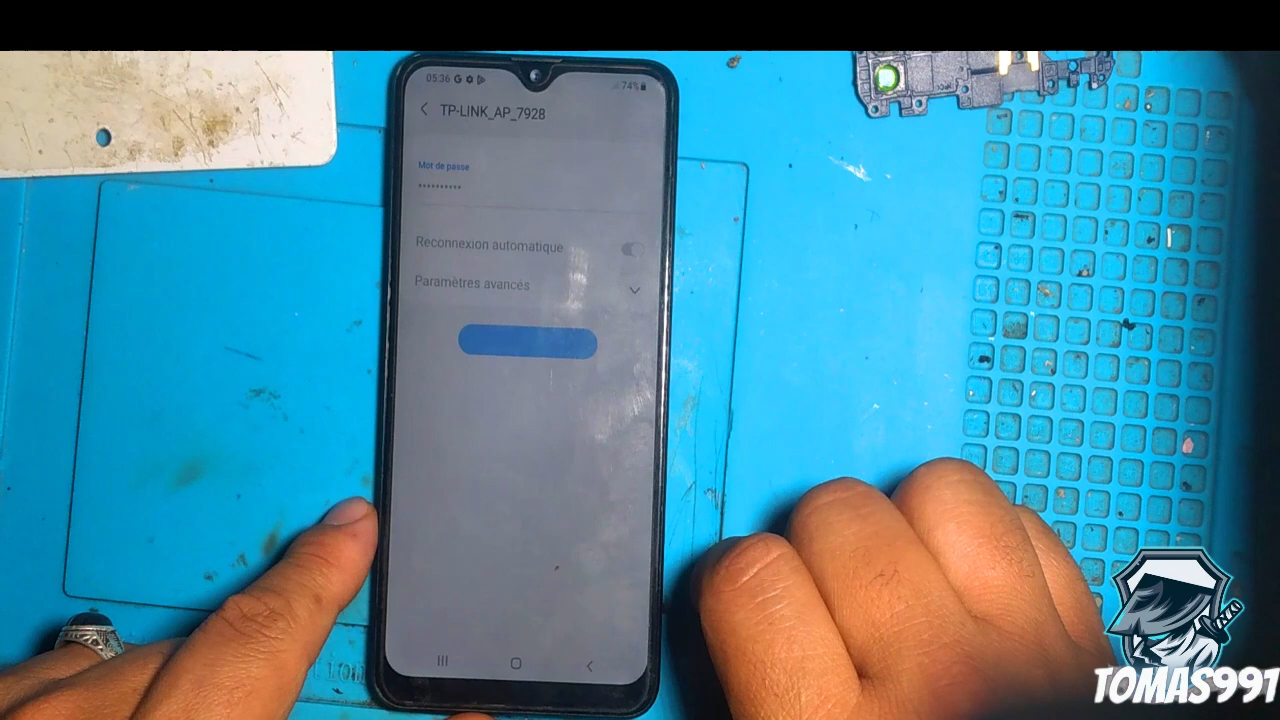 05:36
74%
TP-LINK_AP_7928
Mot de passe
••••••••••
Reconnexion automatique
Paramètres avancés
TOMAS991